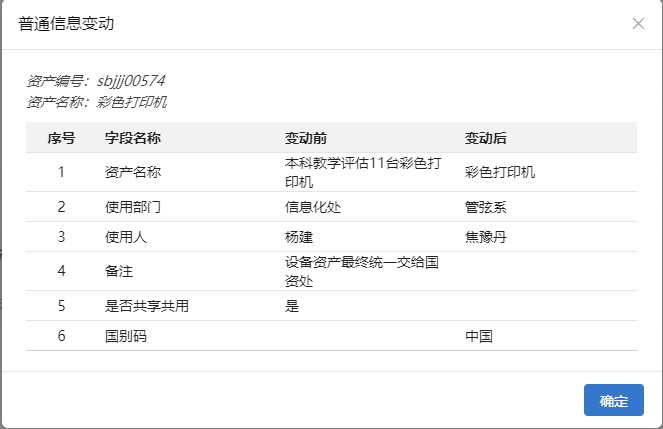 普通信息变动
资产编号：sbjjj00574
资产名称：彩色打印机
序号 字段名称 变动前 变动后
1 资产名称 本科教学评估11台彩色打印机 彩色打印机
2 使用部门 信息化处 管弦系
3 使用人 杨建 焦豫丹
4 备注 设备资产最终统一交给国资处
5 是否共享共用 是
6 国别码 中国
确定